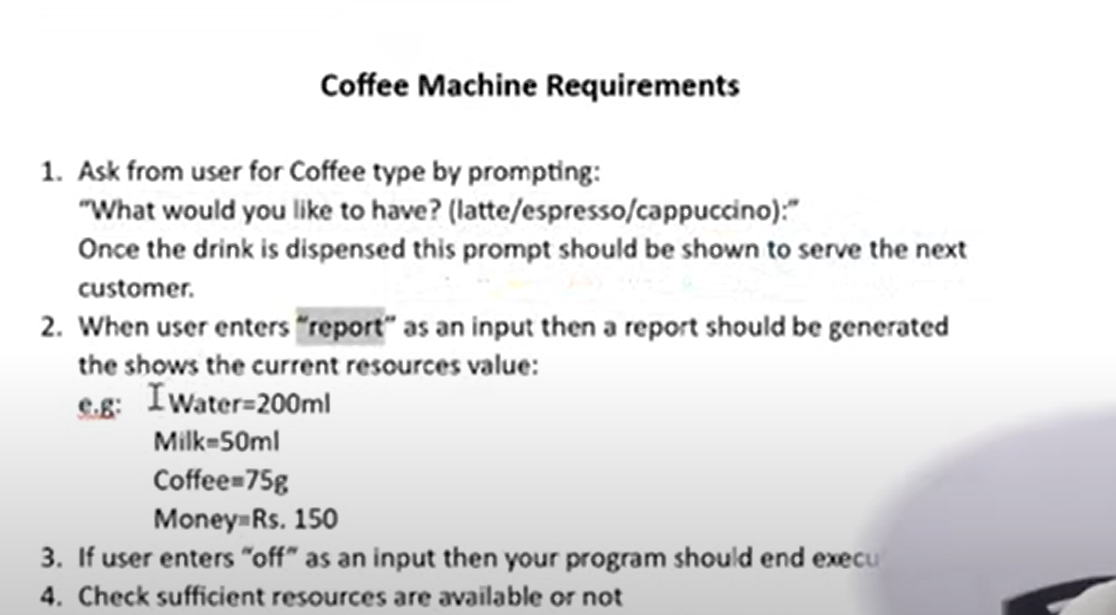 Coffee Machine Requirements
1. Ask from user for Coffee type by prompting:
"What would you like to have? (latte/espresso/cappuccino):"
Once the drink is dispensed this prompt should be shown to serve the next
customer.
2. When user enters "report" as an input then a report should be generated
the shows the current resources value:
e.g: Water=200ml
Milk=50ml
Coffee=75g
Money=Rs. 150
3. If user enters "off" as an input then your program should end execu
4. Check sufficient resources are available or not